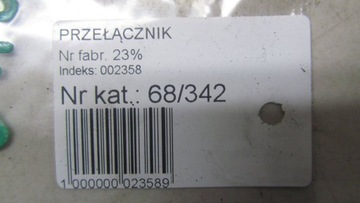 PRZEŁĄCZNIK
Nr fabr. 23%
Indeks: 002358
Nr kat.: 68/342
1 000000 023589